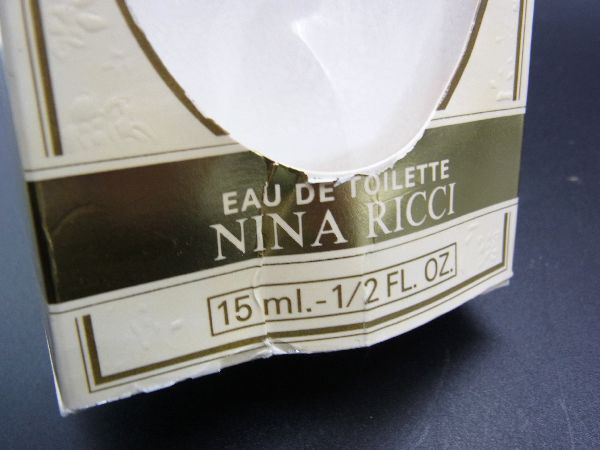 EAU DE TOILETTE
NINA RICCI
15 ml.-1/2 FL. OZ.